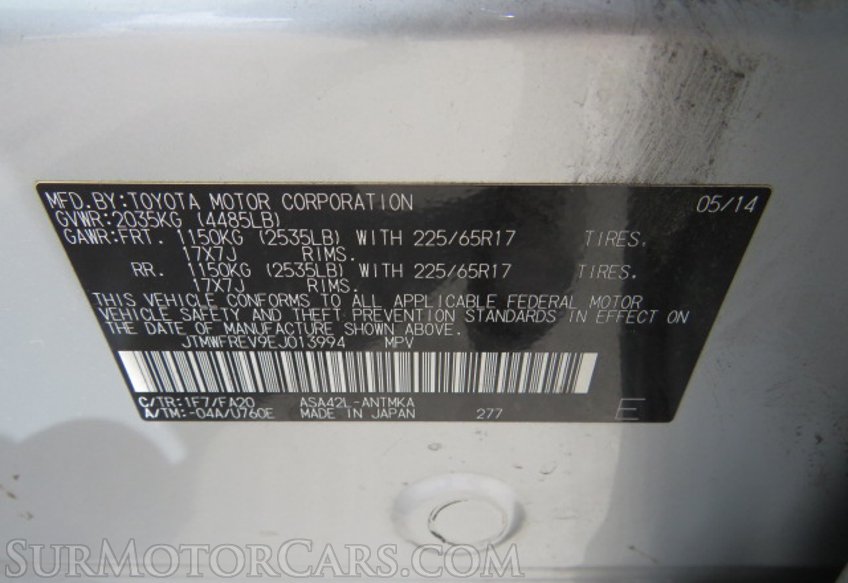 MFD.BY:TOYOTA MOTOR CORPORATION 05/14
GVWR:2035KG (4485LB)
GAWR:FRT. 1150KG (2535LB) WITH 225/65R17 TIRES.
17X7J RIMS.
RR. 1150KG (2535LB) WITH 225/65R17 TIRES.
17X7J RIMS.
THIS VEHICLE CONFORMS TO ALL APPLICABLE FEDERAL MOTOR
VEHICLE SAFETY AND THEFT PREVENTION STANDARDS IN EFFECT ON
THE DATE OF MANUFACTURE SHOWN ABOVE.
JTMWFREV9EJ013994 MPV
C/TR:1F7/FA20 ASA42L-ANTMKA
A/TM:-04A/U760E MADE IN JAPAN 277 E
SURMOTORCARS.COM
SURMOTORCARS.COM